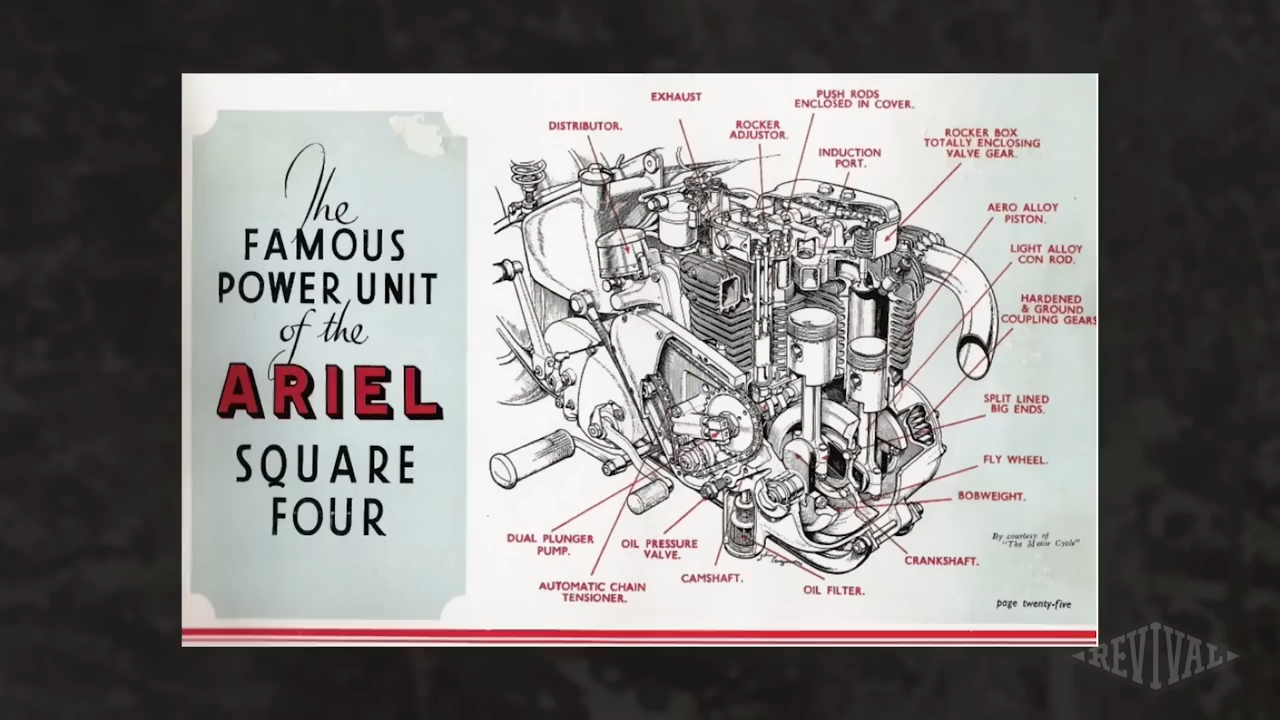 The
FAMOUS
POWER UNIT
of the
ARIEL
SQUARE
FOUR
EXHAUST
PUSH RODS
ENCLOSED IN COVER.
DISTRIBUTOR.
ROCKER
ADJUSTOR.
ROCKER BOX
TOTALLY ENCLOSING
VALVE GEAR.
INDUCTION
PORT.
AERO ALLOY
PISTON.
LIGHT ALLOY
CON ROD.
HARDENED
& GROUND
COUPLING GEARS
SPLIT LINED
BIG ENDS.
FLY WHEEL.
BOBWEIGHT.
DUAL PLUNGER
PUMP.
OIL PRESSURE
VALVE.
By courtesy of
"The Motor Cycle"
CRANKSHAFT.
CAMSHAFT.
AUTOMATIC CHAIN
TENSIONER.
OIL FILTER.
page twenty-five
REVIVAL